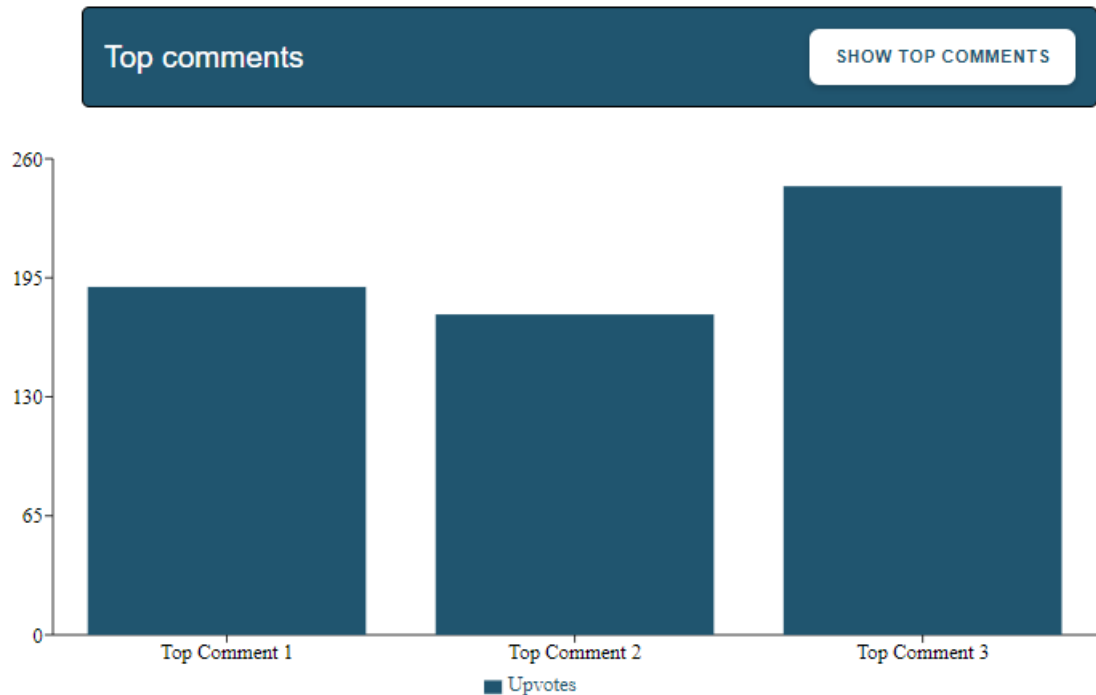 Top comments
SHOW TOP COMMENTS
260
195
130
65
0
Top Comment 1
Top Comment 2
Top Comment 3
Upvotes